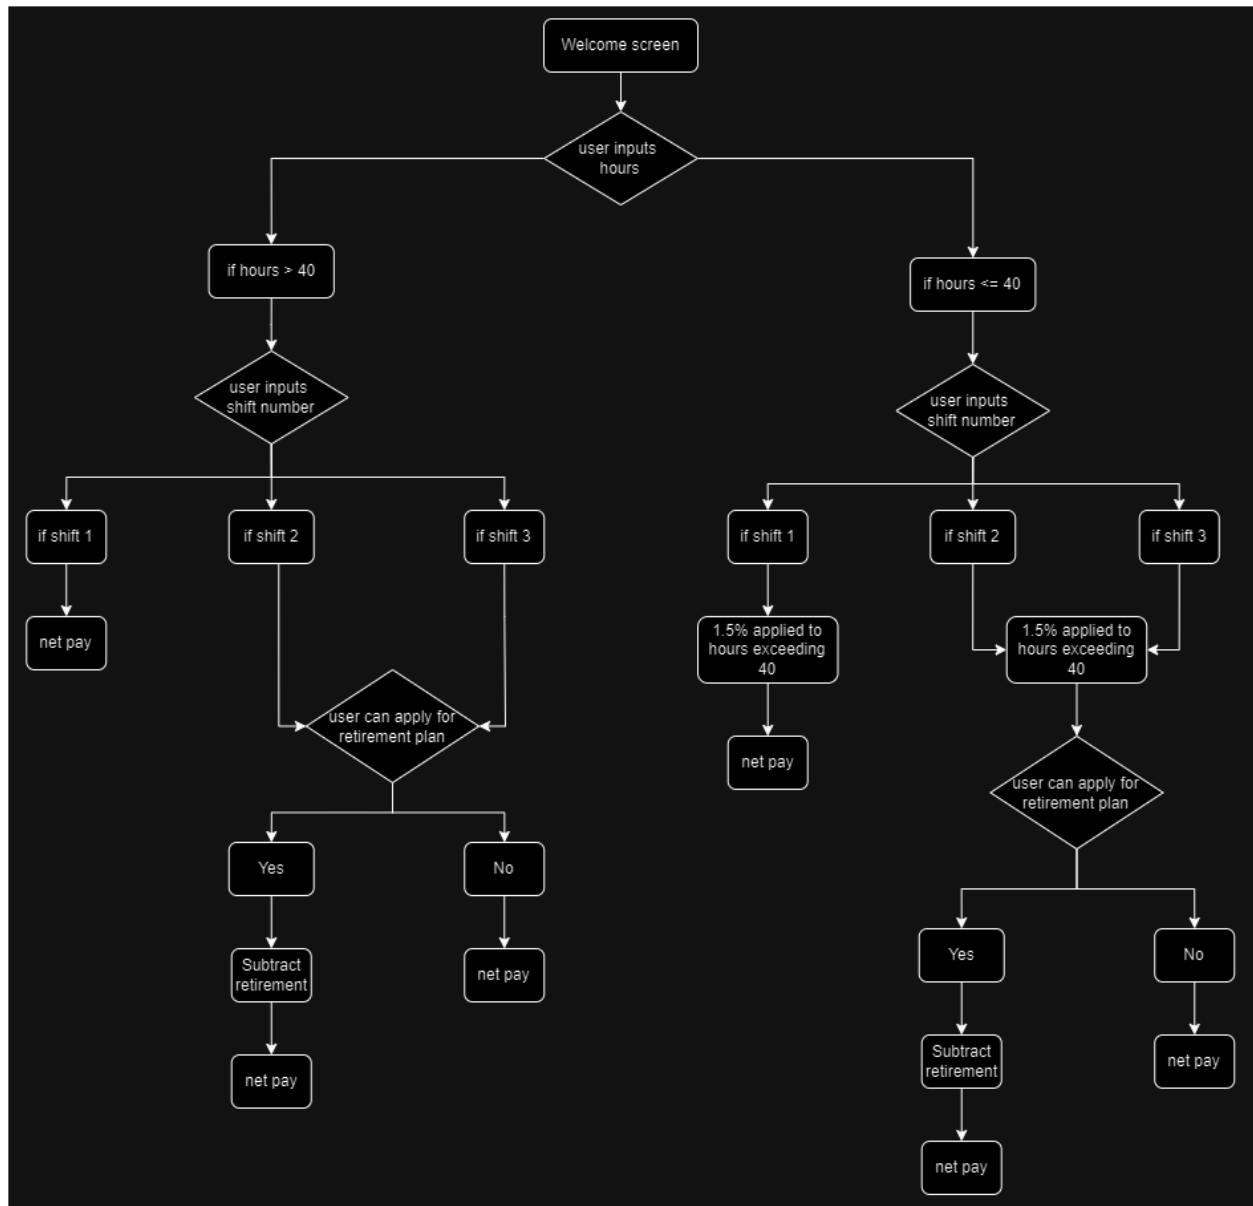 Welcome screen
user inputs
hours
if hours > 40
if hours <= 40
user inputs
shift number
user inputs
shift number
if shift 1
if shift 2
if shift 3
if shift 1
if shift 2
if shift 3
net pay
1.5% applied to
hours exceeding
40
1.5% applied to
hours exceeding
40
user can apply for
retirement plan
net pay
user can apply for
retirement plan
Yes
No
Yes
No
Subtract
retirement
net pay
Subtract
retirement
net pay
net pay
net pay